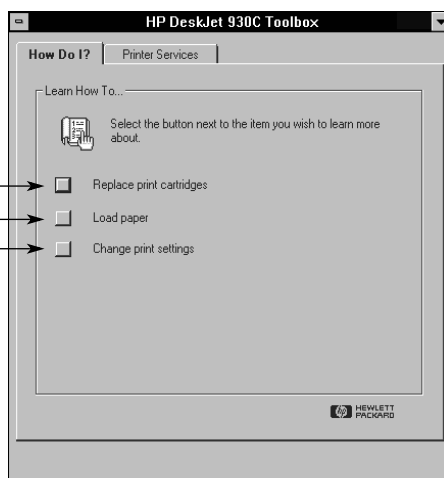 HP DeskJet 930C Toolbox
How Do I?
Printer Services
Learn How To...
Select the button next to the item you wish to learn more
about.
Replace print cartridges
Load paper
Change print settings
HEWLETT
PACKARD